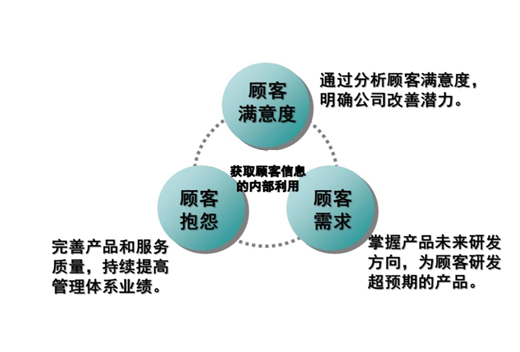 顾客
满意度
通过分析顾客满意度，
明确公司改善潜力。
获取顾客信息
的内部利用
顾客
抱怨
顾客
需求
完善产品和服务
质量，持续提高
管理体系业绩。
掌握产品未来研发
方向，为顾客研发
超预期的产品。